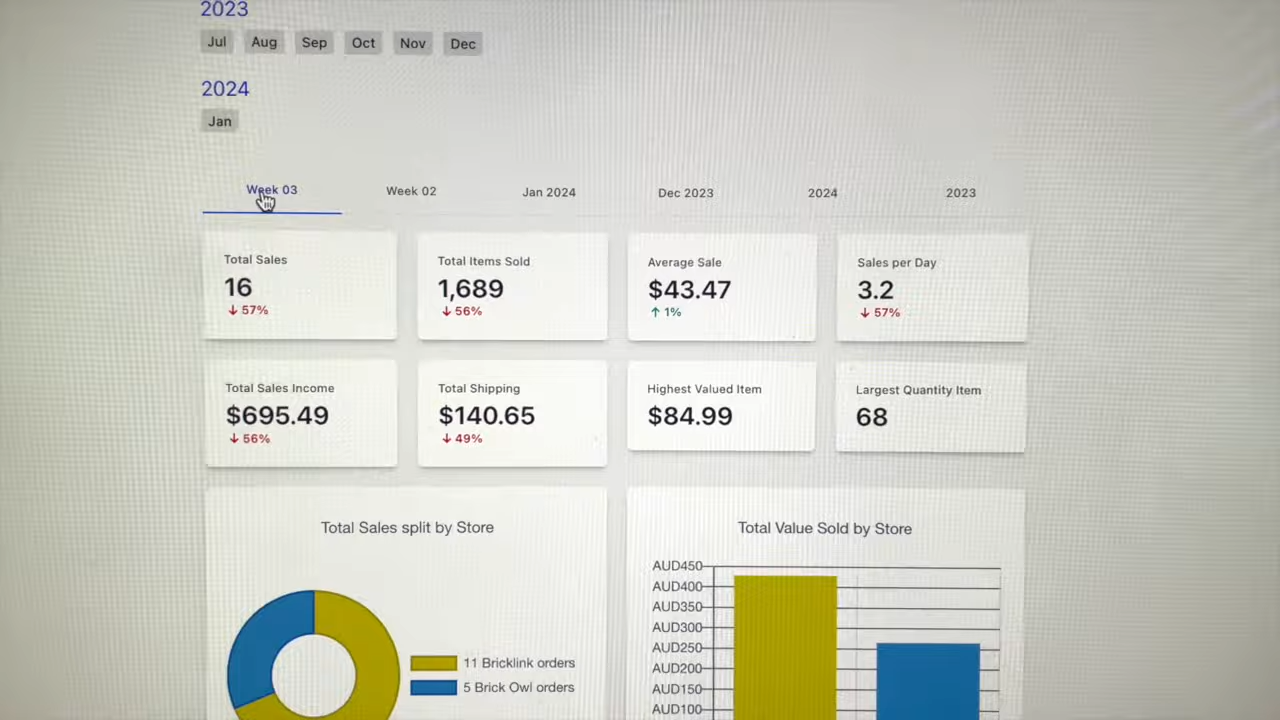 2023
Jul Aug Sep Oct Nov Dec
2024
Jan
Week 03 Week 02 Jan 2024 Dec 2023 2024 2023
Total Sales
16
↓ 57%
Total Items Sold
1,689
↓ 56%
Average Sale
$43.47
↑ 1%
Sales per Day
3.2
↓ 57%
Total Sales Income
$695.49
↓ 56%
Total Shipping
$140.65
↓ 49%
Highest Valued Item
$84.99
Largest Quantity Item
68
Total Sales split by Store
11 Bricklink orders
5 Brick Owl orders
Total Value Sold by Store
AUD450
AUD400
AUD350
AUD300
AUD250
AUD200
AUD150
AUD100